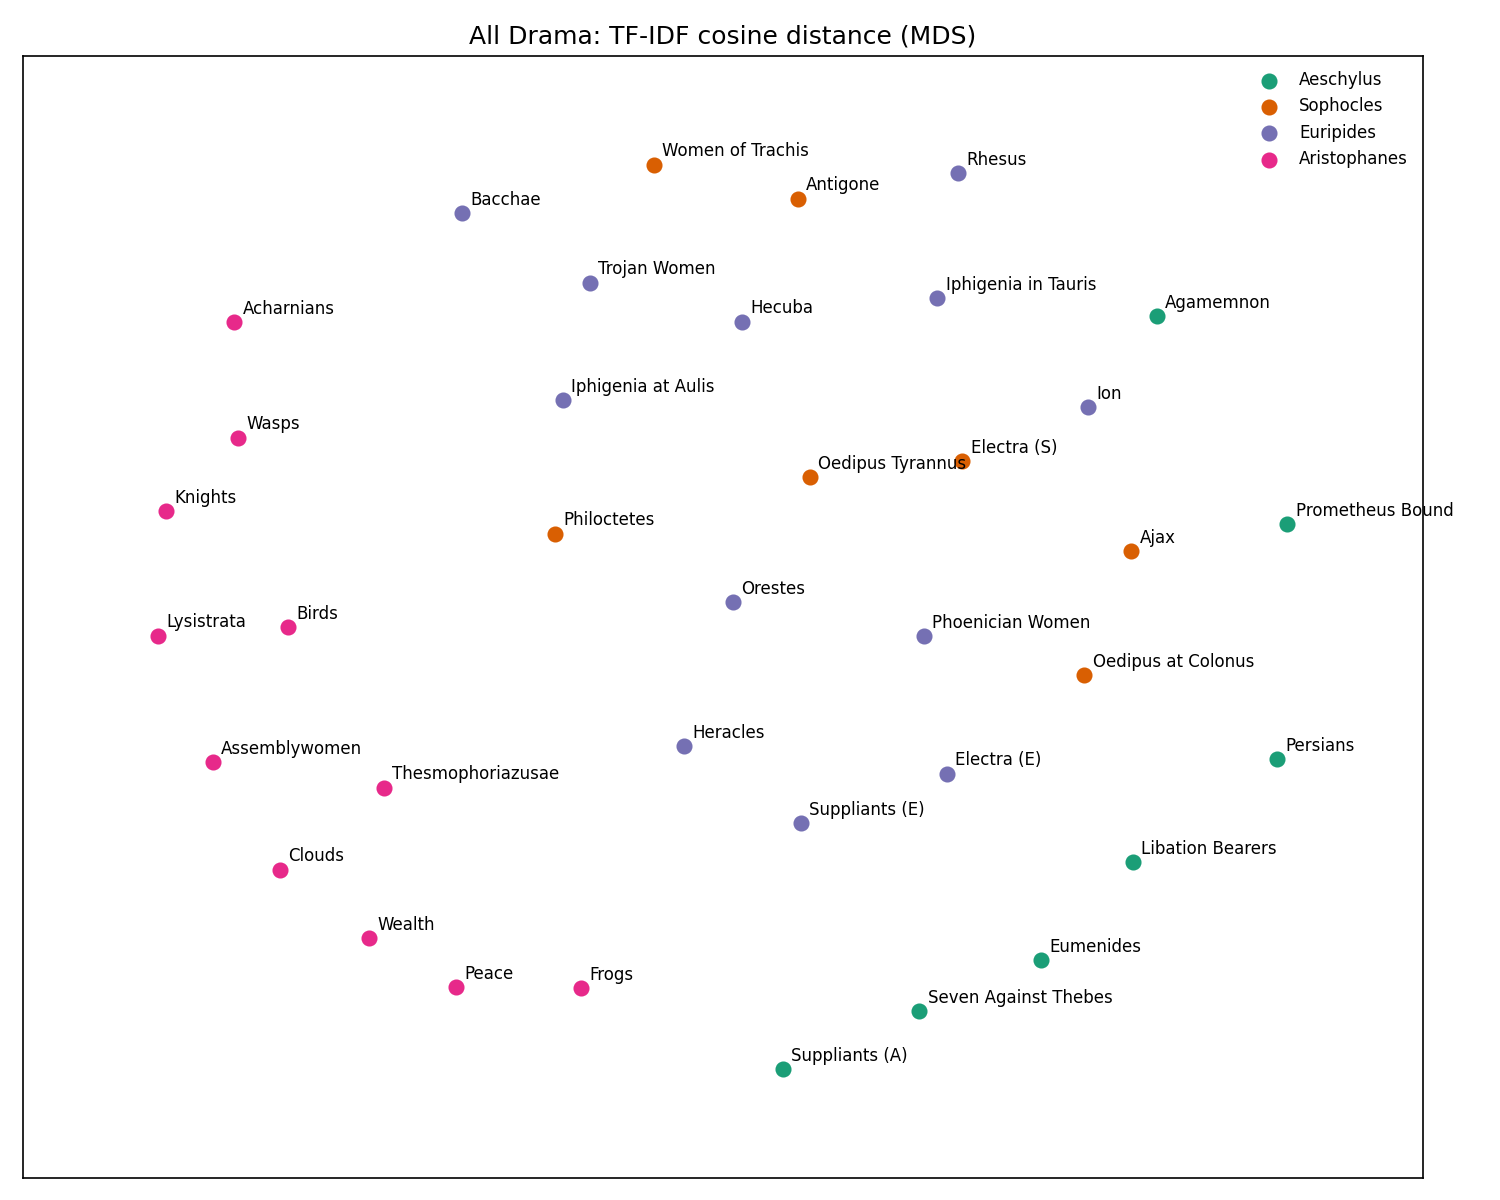 All Drama: TF-IDF cosine distance (MDS)
Aeschylus
Sophocles
Euripides
Aristophanes
Women of Trachis
Rhesus
Antigone
Bacchae
Trojan Women
Iphigenia in Tauris
Agamemnon
Hecuba
Acharnians
Iphigenia at Aulis
Ion
Wasps
Electra (S)
Oedipus Tyrannus
Knights
Prometheus Bound
Philoctetes
Ajax
Orestes
Birds
Lysistrata
Phoenician Women
Oedipus at Colonus
Heracles
Persians
Assemblywomen
Electra (E)
Thesmophoriazusae
Suppliants (E)
Libation Bearers
Clouds
Wealth
Eumenides
Peace
Frogs
Seven Against Thebes
Suppliants (A)